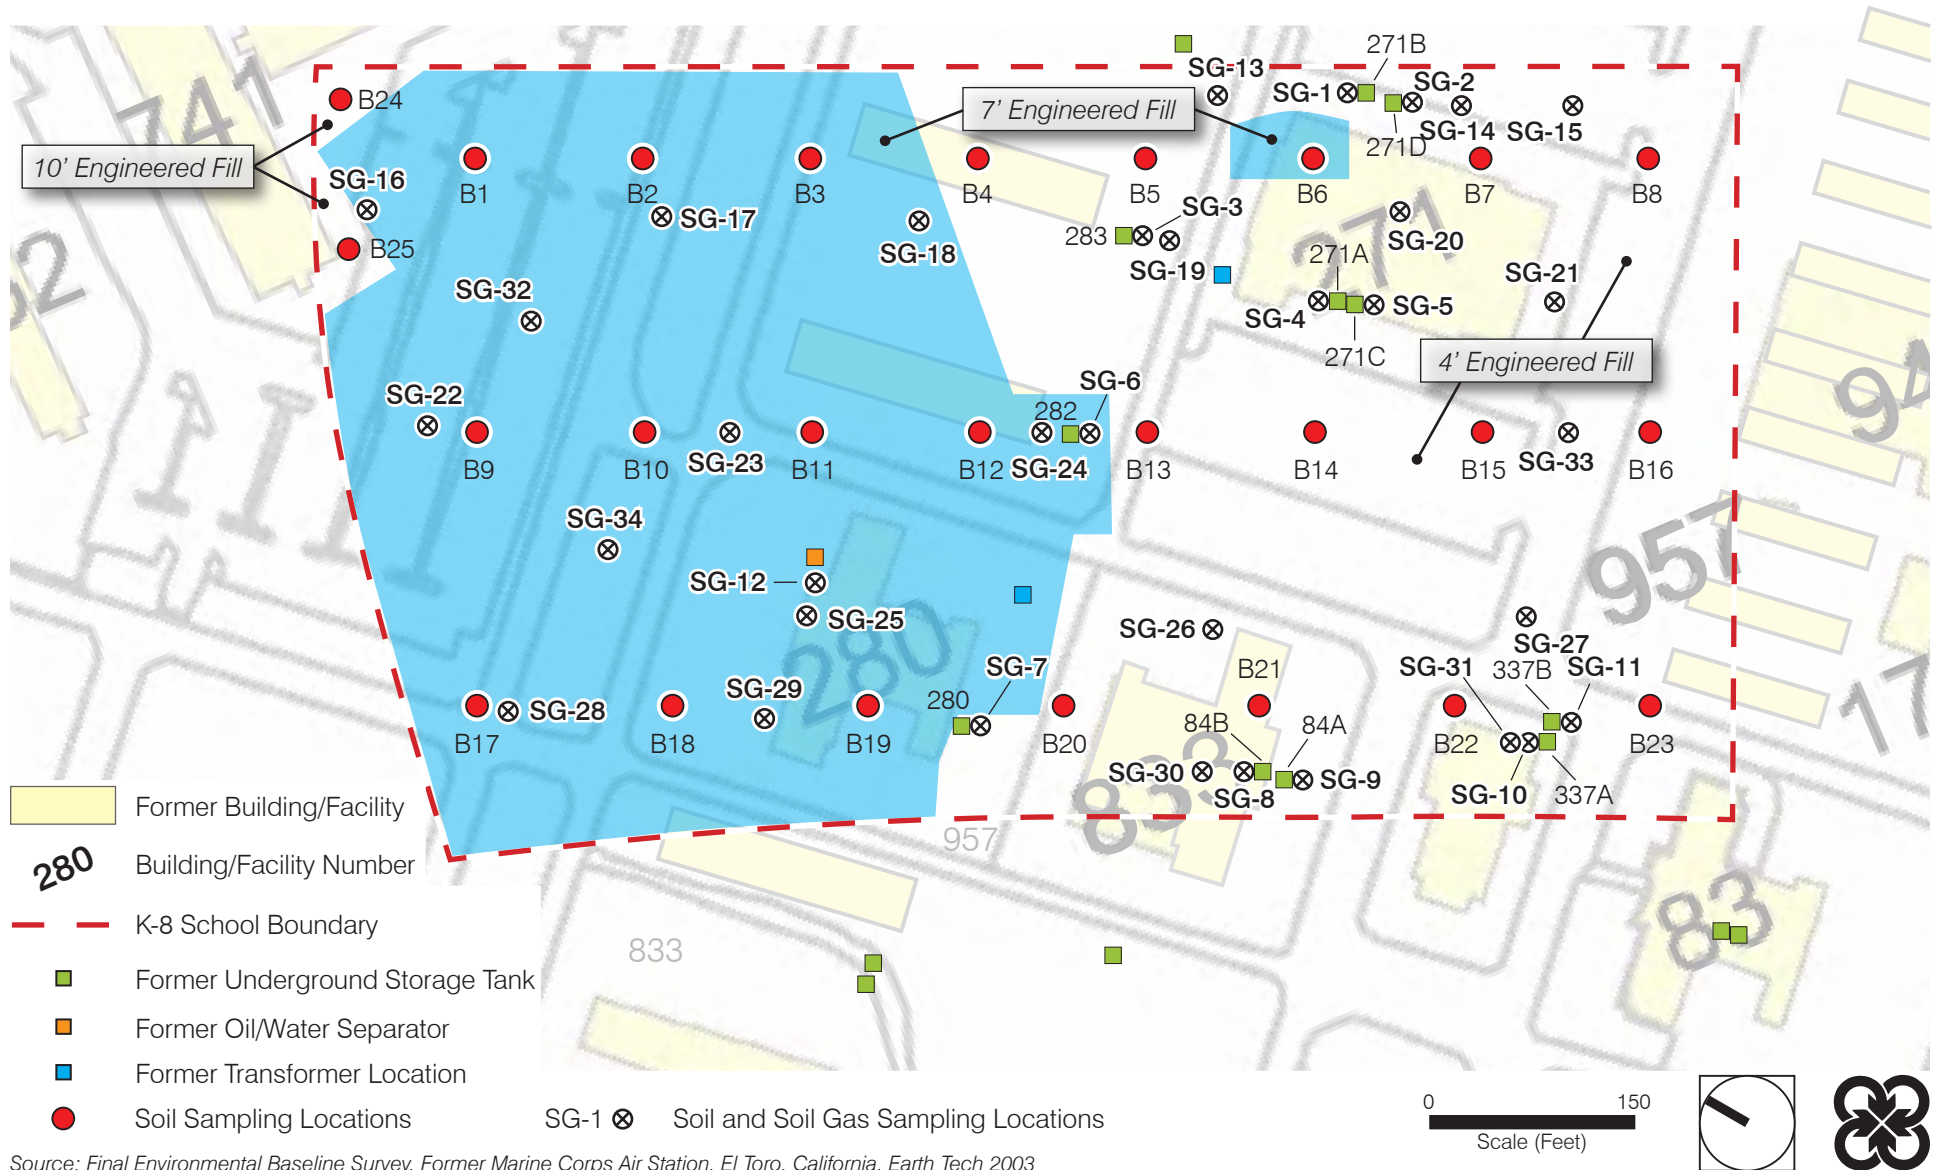 271B
SG-13
SG-1
SG-2
B24
741
7' Engineered Fill
SG-14
SG-15
271D
10' Engineered Fill
SG-16
B1
B2
B3
B4
B5
B6
B7
B8
SG-17
SG-18
SG-3
283
271
SG-20
B25
SG-19
271A
SG-21
SG-32
SG-4
SG-5
271C
4' Engineered Fill
SG-6
SG-22
282
B9
B10
SG-23
B11
B12
SG-24
B13
B14
B15
SG-33
B16
SG-34
957
SG-12
SG-25
280
SG-26
SG-27
SG-7
B21
SG-31
337B
SG-11
SG-28
SG-29
280
84B
84A
B17
B18
B19
B20
B22
B23
833
SG-30
SG-8
SG-9
SG-10
337A
Former Building/Facility
957
280
Building/Facility Number
K-8 School Boundary
83
833
Former Underground Storage Tank
Former Oil/Water Separator
Former Transformer Location
Soil Sampling Locations
SG-1
Soil and Soil Gas Sampling Locations
0
150
Scale (Feet)
Source: Final Environmental Baseline Survey, Former Marine Corps Air Station, El Toro, California, Earth Tech 2003